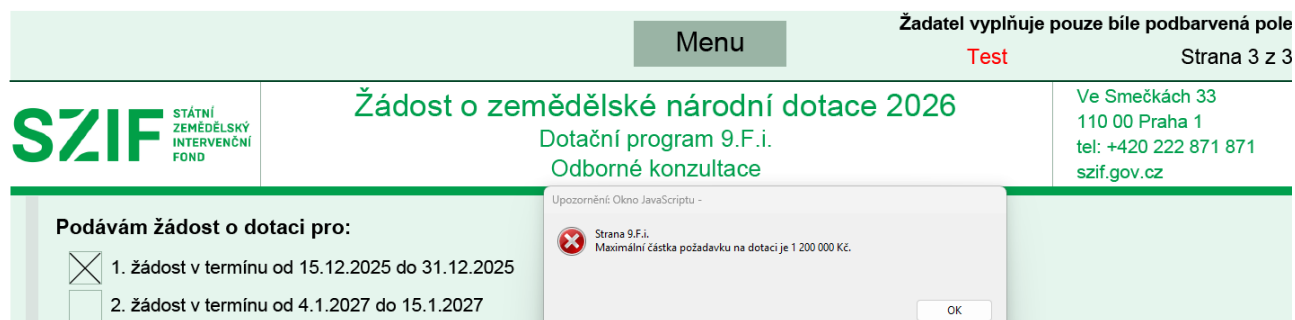 Žadatel vyplňuje pouze bíle podbarvená pole
Menu
Test
Strana 3 z 3
SZIF
STÁTNÍ
ZEMĚDĚLSKÝ
INTERVENČNÍ
FOND
Žádost o zemědělské národní dotace 2026
Dotační program 9.F.i.
Odborné konzultace
Ve Smečkách 33
110 00 Praha 1
tel: +420 222 871 871
szif.gov.cz
Podávám žádost o dotaci pro:
1. žádost v termínu od 15.12.2025 do 31.12.2025
2. žádost v termínu od 4.1.2027 do 15.1.2027
Upozornění: Okno JavaScriptu -
Strana 9.F.i.
Maximální částka požadavku na dotaci je 1 200 000 Kč.
OK